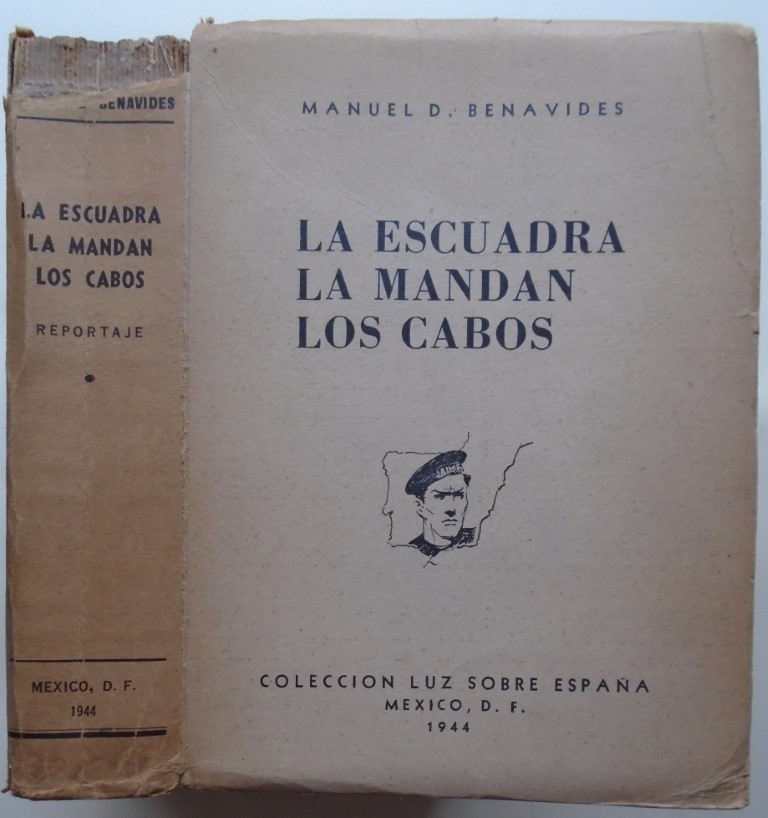 BENAVIDES
LA ESCUADRA
LA MANDAN
LOS CABOS
REPORTAJE
MEXICO, D. F.
1944
MANUEL D. BENAVIDES
LA ESCUADRA
LA MANDAN
LOS CABOS
COLECCION LUZ SOBRE ESPAÑA
MEXICO, D. F.
1944